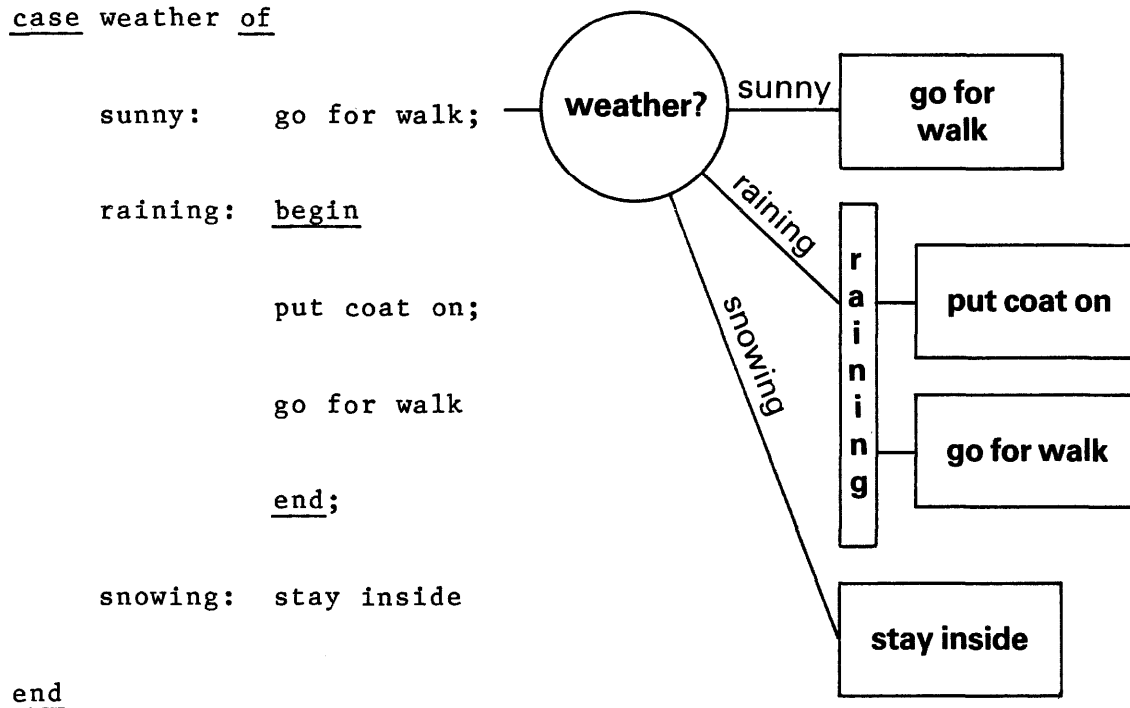 case weather of
sunny: go for walk;
raining: begin
put coat on;
go for walk
end;
snowing: stay inside
end
weather?
sunny
go for
walk
raining
raining
put coat on
go for walk
snowing
stay inside